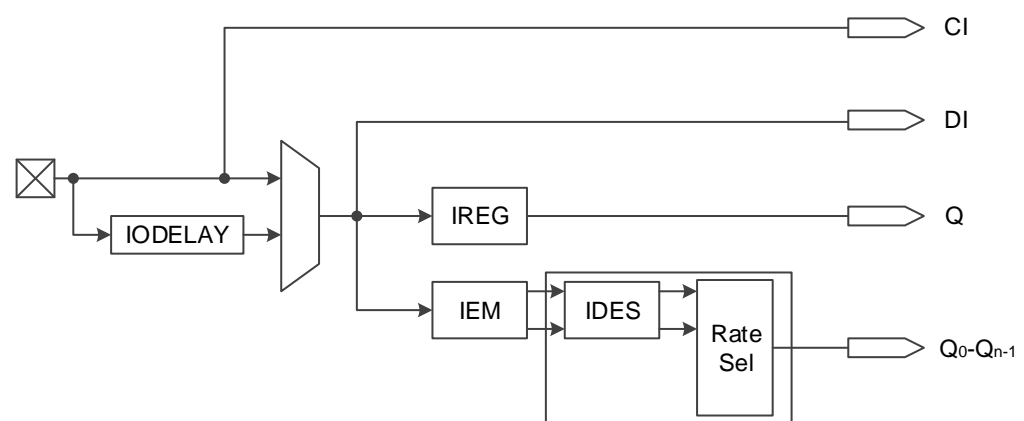 CI
DI
IREG
Q
IODELAY
IEM
IDES
Rate
Sel
Q0-Qn-1